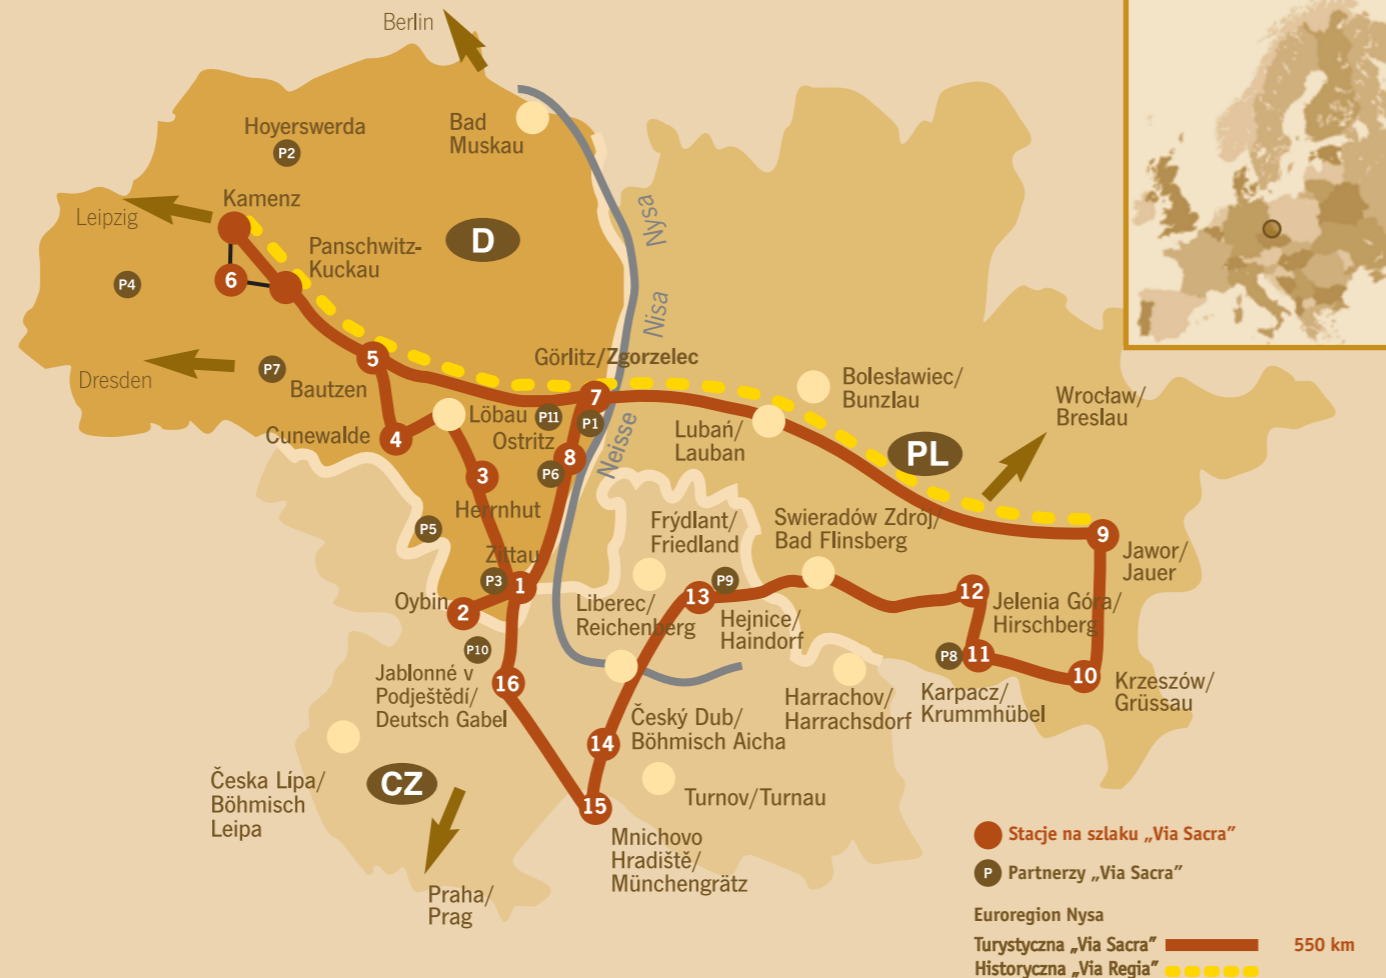 Berlin
Bad
Muskau
Hoyerswerda
P2
Kamenz
Leipzig
Nysa
D
Panschwitz-
Kuckau
6
P4
Nisa
5
Görlitz/Zgorzelec
P7
Dresden
Bautzen
7
Bolesławiec/
Bunzlau
Wrocław/
Breslau
Löbau
P11
P1
Cunewalde
4
Ostritz
Neisse
Lubań/
Lauban
PL
8
3
P6
Herrnhut
P5
Frýdlant/
Friedland
Swieradów Zdrój/
Bad Flinsberg
9
Jawor/
Jauer
Zittau
P3
1
Oybin
2
Liberec/
Reichenberg
13
P9
Hejnice/
Haindorf
12
Jelenia Góra/
Hirschberg
P10
P8
11
Jablonné v
Podještědí/
Deutsch Gabel
16
Harrachov/
Harrachsdorf
Karpacz/
Krummhübel
10
Krzeszów/
Grüssau
14
Český Dub/
Böhmisch Aicha
CZ
Česka Lípa/
Böhmisch
Leipa
Turnov/Turnau
15
Mnichovo
Hradiště/
Münchengrätz
Praha/
Prag
Stacje na szlaku „Via Sacra”
P Partnerzy „Via Sacra”
Euroregion Nysa
Turystyczna „Via Sacra” 550 km
Historyczna „Via Regia”